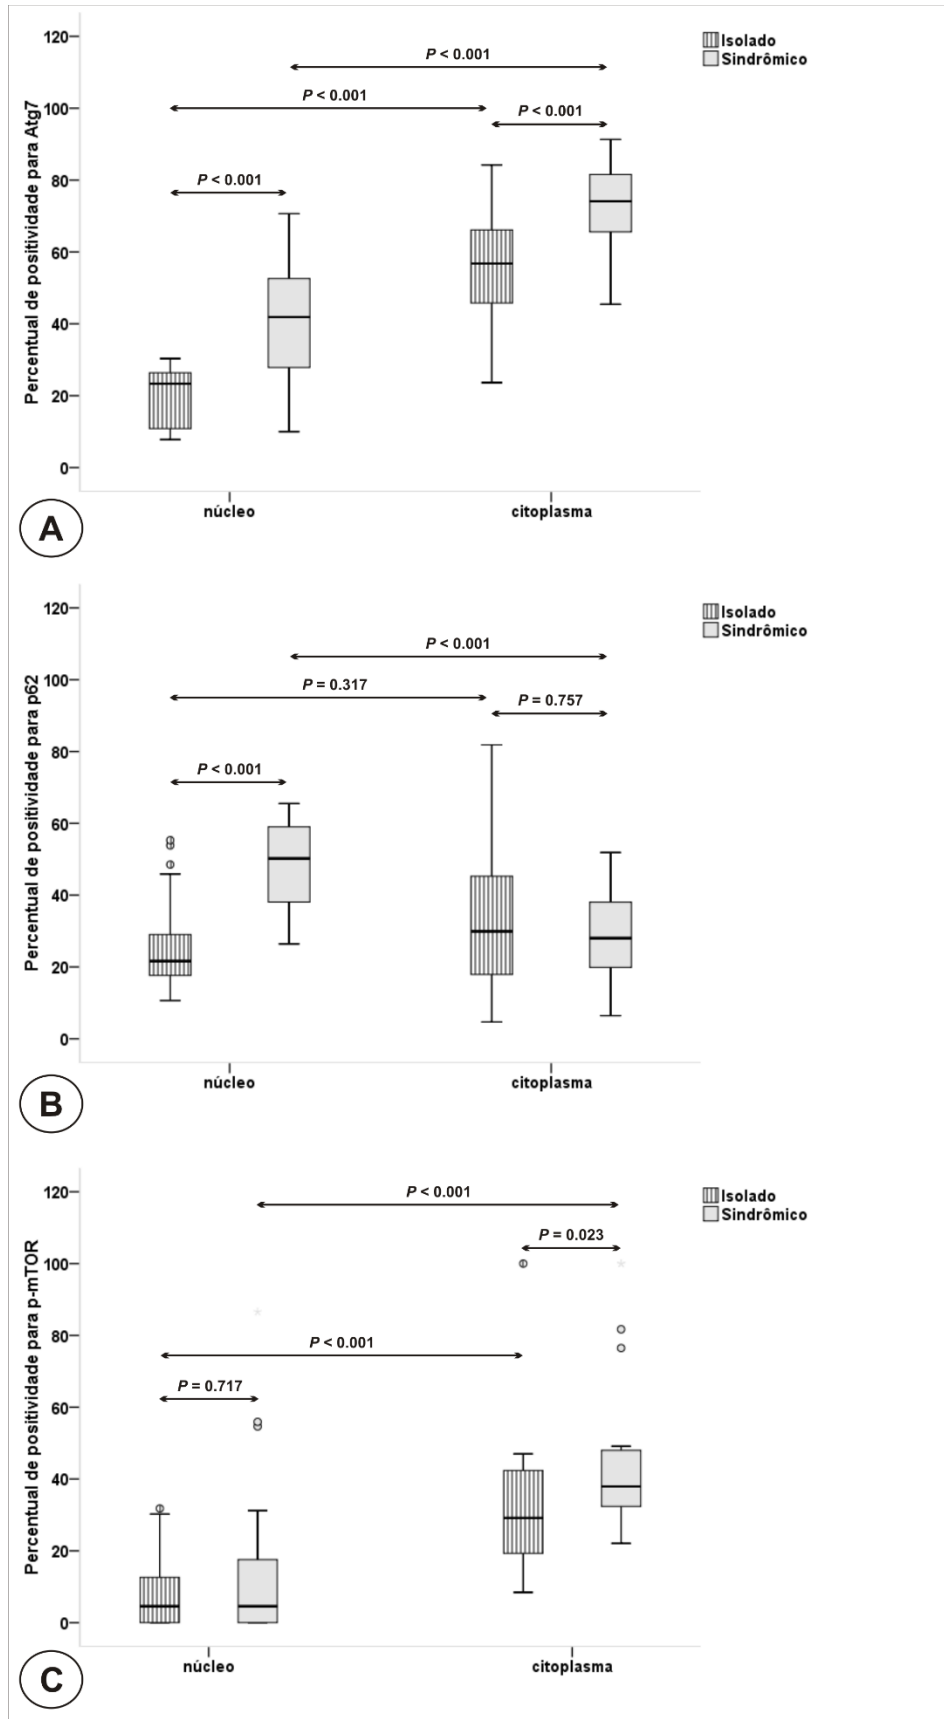 120
100
80
60
40
20
0
Percentual de positividade para Atg7
P < 0.001
P < 0.001
P < 0.001
P < 0.001
Isolado
Sindrômico
núcleo
citoplasma
A
120
100
80
60
40
20
0
Percentual de positividade para p62
P < 0.001
P = 0.317
P = 0.757
P < 0.001
Isolado
Sindrômico
núcleo
citoplasma
B
120
100
80
60
40
20
0
Percentual de positividade para p-mTOR
P < 0.001
P = 0.023
P < 0.001
P = 0.717
Isolado
Sindrômico
núcleo
citoplasma
C